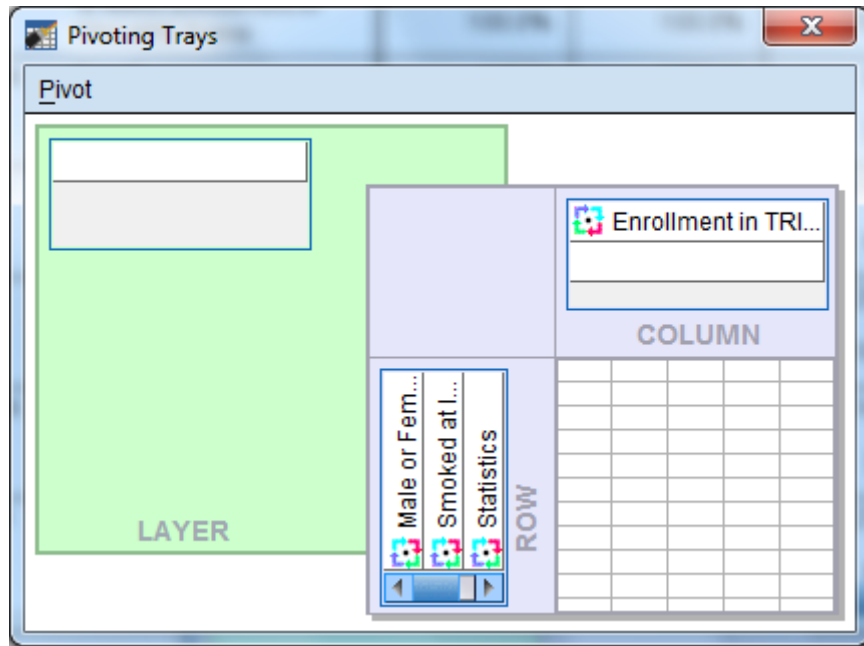 Pivoting Trays
Pivot
Enrollment in TRI...
COLUMN
Male or Fem...
Smoked at l...
Statistics
ROW
LAYER